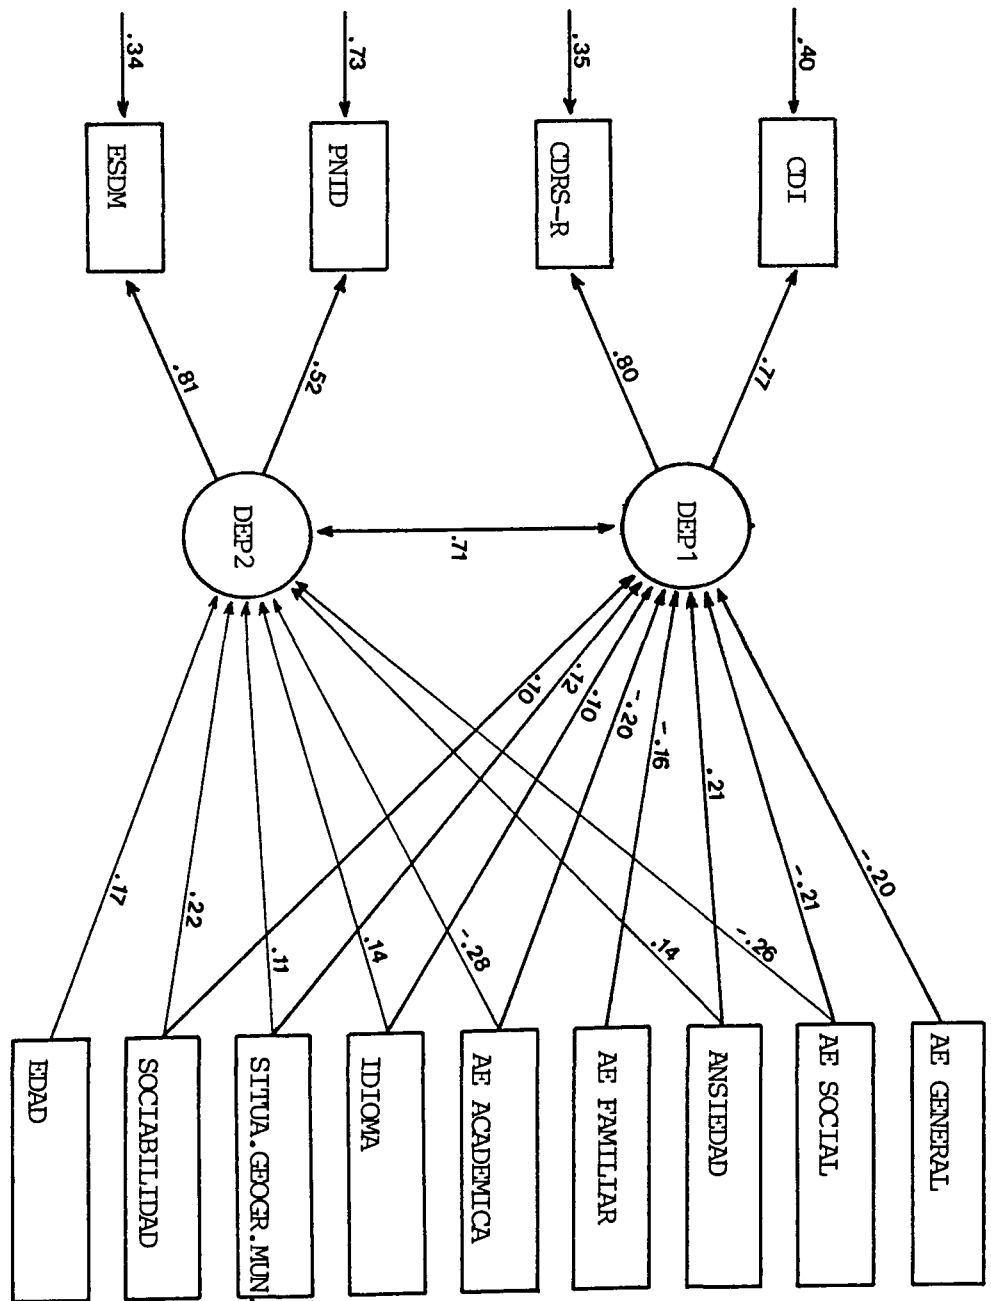 .40
CDI
.77
AE GENERAL
-.20
AE SOCIAL
-.21
-.26
DEP1
ANSIEDAD
.21
.14
.35
CDRS-R
.80
AE FAMILIAR
-.16
AE ACADEMICA
-.20
-.28
.71
IDIOMA
.10
.14
.73
PNID
.52
SITUA.GEOGR.MUN.
.12
.11
DEP2
SOCIABILIDAD
.10
.22
.34
ESDM
.81
EDAD
.17